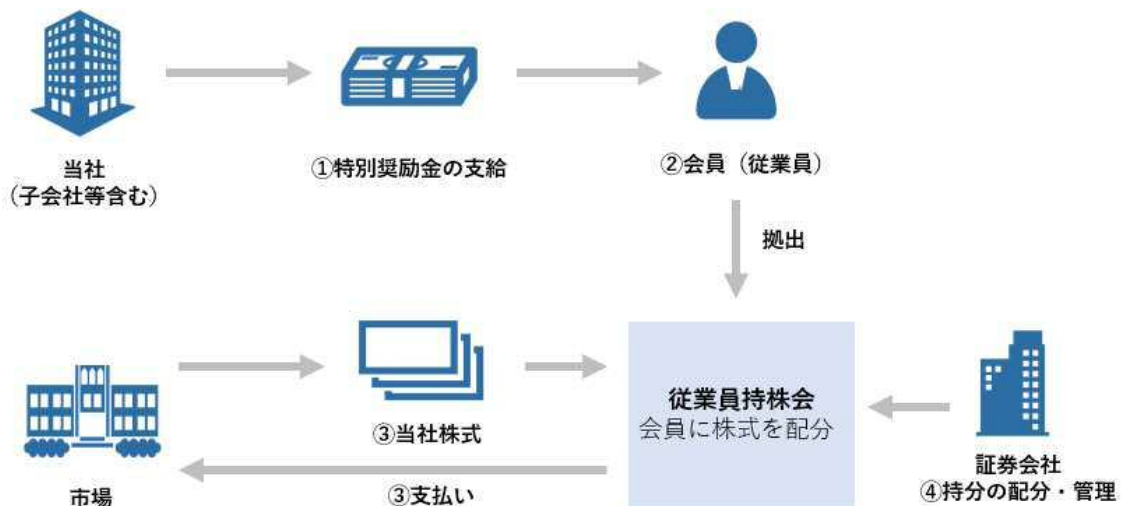 当社
（子会社等含む）
①特別奨励金の支給
②会員（従業員）
拠出
市場
③当社株式
③支払い
従業員持株会
会員に株式を配分
証券会社
④持分の配分・管理